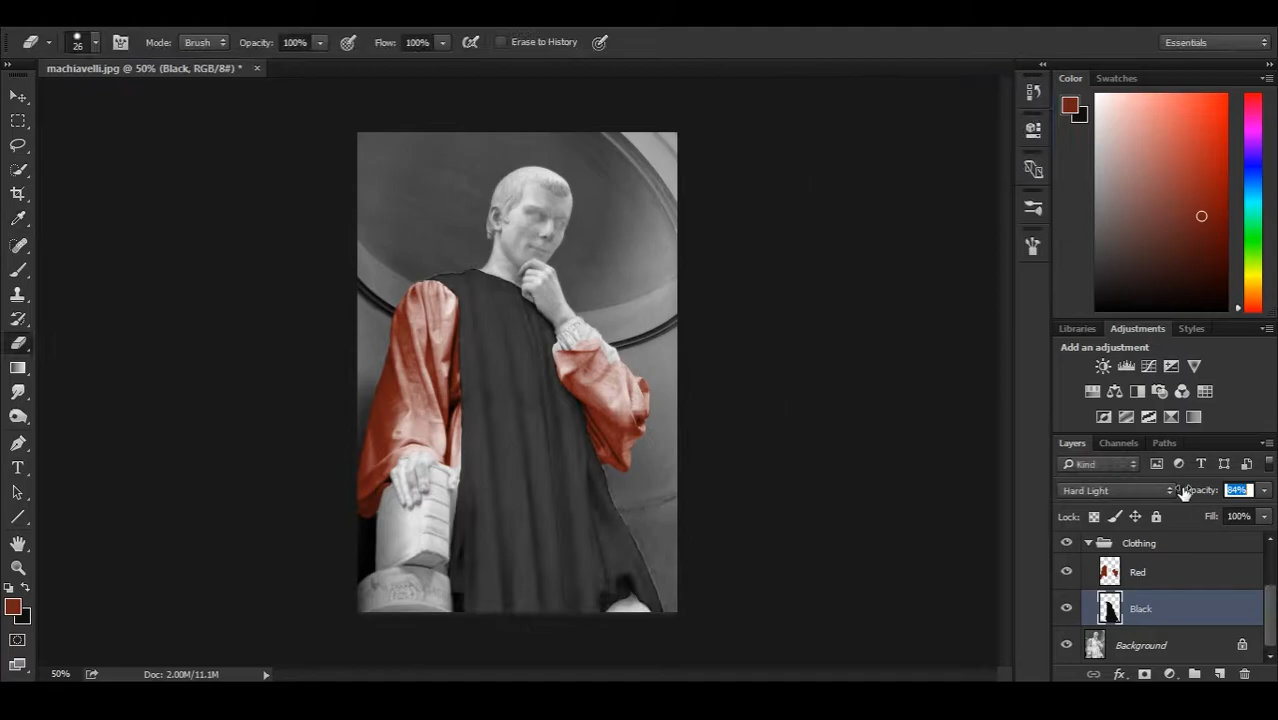 26 Mode: Brush Opacity: 100% Flow: 100% Erase to History Essentials
machiavelli.jpg @ 50% (Black, RGB/8#) * ×
Color Swatches
Libraries Adjustments Styles
Add an adjustment
Layers Channels Paths
Kind
Hard Light Opacity: 84%
Lock: Fill: 100%
Clothing
Red
Black
Background
50% Doc: 2.00M/11.1M